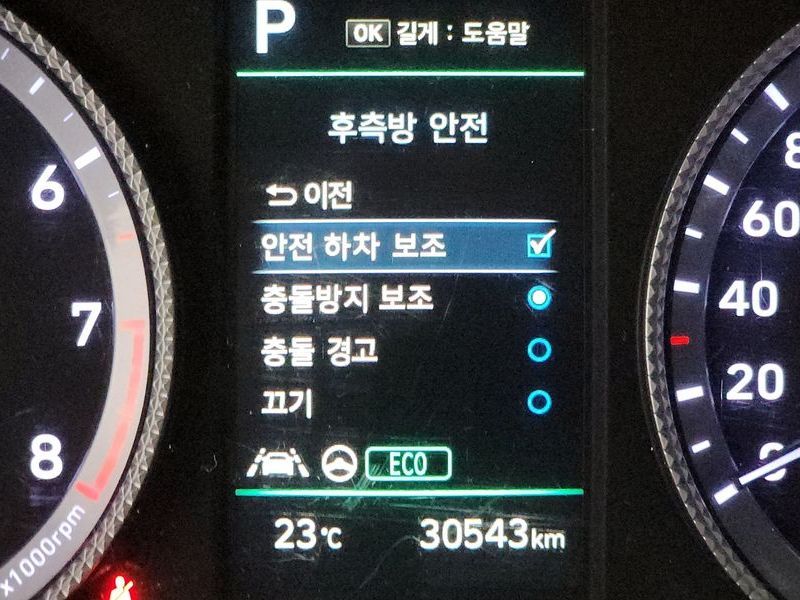 P OK 길게 : 도움말
후측방 안전
이전
안전 하차 보조
충돌방지 보조
충돌 경고
끄기
ECO
23°C 30543km
6
7
8
x1000rpm
8
60
40
20
0